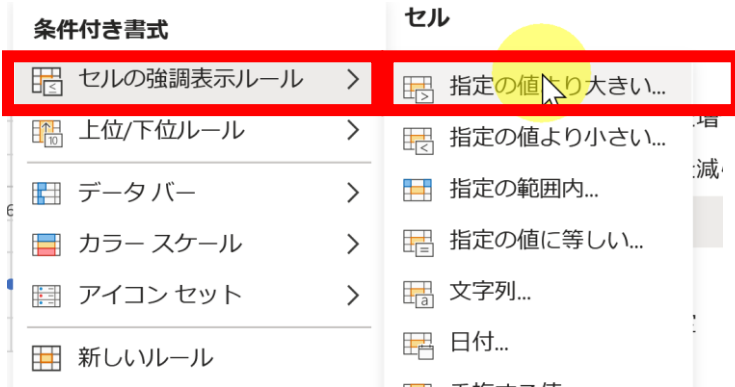 条件付き書式
セルの強調表示ルール
上位/下位ルール
データ バー
カラー スケール
アイコン セット
新しいルール
セル
指定の値より大きい...
指定の値より小さい...
指定の範囲内...
指定の値に等しい...
文字列...
日付...